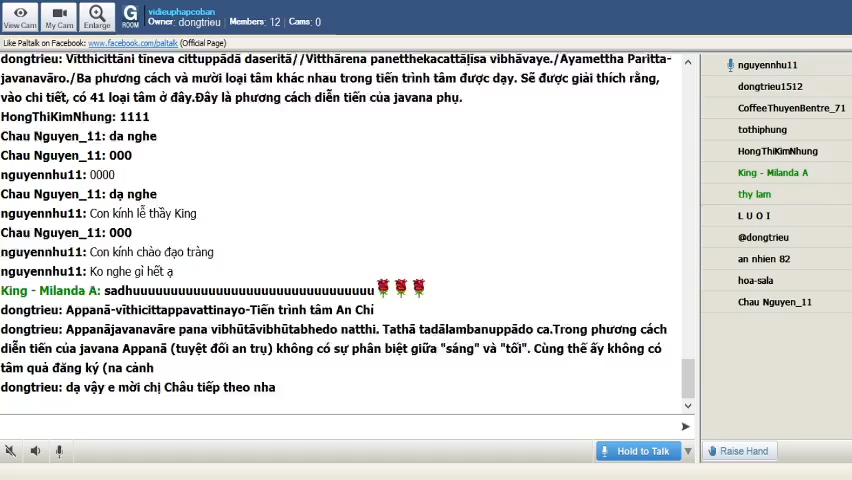 View Cam
My Cam
Enlarge
G
ROOM
vidieuphapcoban
Owner: dongtrieu | Members: 12 | Cams: 0
Like Paltalk on Facebook: www.facebook.com/paltalk (Official Page)
dongtrieu: Vītthicittāni tineva cittuppādā daseritā//Vitthārena panetthekacattāļīsa vibhāvaye./Ayamettha Paritta-
javanavāro./Ba phương cách và mười loại tâm khác nhau trong tiến trình tâm được dạy. Sẽ được giải thích rằng,
vào chi tiết, có 41 loại tâm ở đây.Đây là phương cách diễn tiến của javana phụ.
HongThiKimNhung: 1111
Chau Nguyen_11: da nghe
Chau Nguyen_11: 000
nguyennhu11: 0000
Chau Nguyen_11: dạ nghe
nguyennhu11: Con kính lễ thầy King
Chau Nguyen_11: 000
nguyennhu11: Con kính chào đạo tràng
nguyennhu11: Ko nghe gì hết ạ
King - Milanda A: sadhuuuuuuuuuuuuuuuuuuuuuuuuuuuuuuuu
dongtrieu: Appanā-vīthicittappavattinayo-Tiến trình tâm An Chỉ
dongtrieu: Appanājavanavāre pana vibhūtāvibhūtabhedo natthi. Tathā tadālambanuppādo ca.Trong phương cách
diễn tiến của javana Appanā (tuyệt đối an trụ) không có sự phân biệt giữa "sáng" và "tối". Cùng thế ấy không có
tâm quả đăng ký (na cảnh
dongtrieu: dạ vậy e mời chị Châu tiếp theo nha
Hold to Talk
nguyennhu11
dongtrieu1512
CoffeeThuyenBentre_71
tothiphung
HongThiKimNhung
King - Milanda A
thy lam
L U O I
@dongtrieu
an nhien 82
hoa-sala
Chau Nguyen_11
Raise Hand